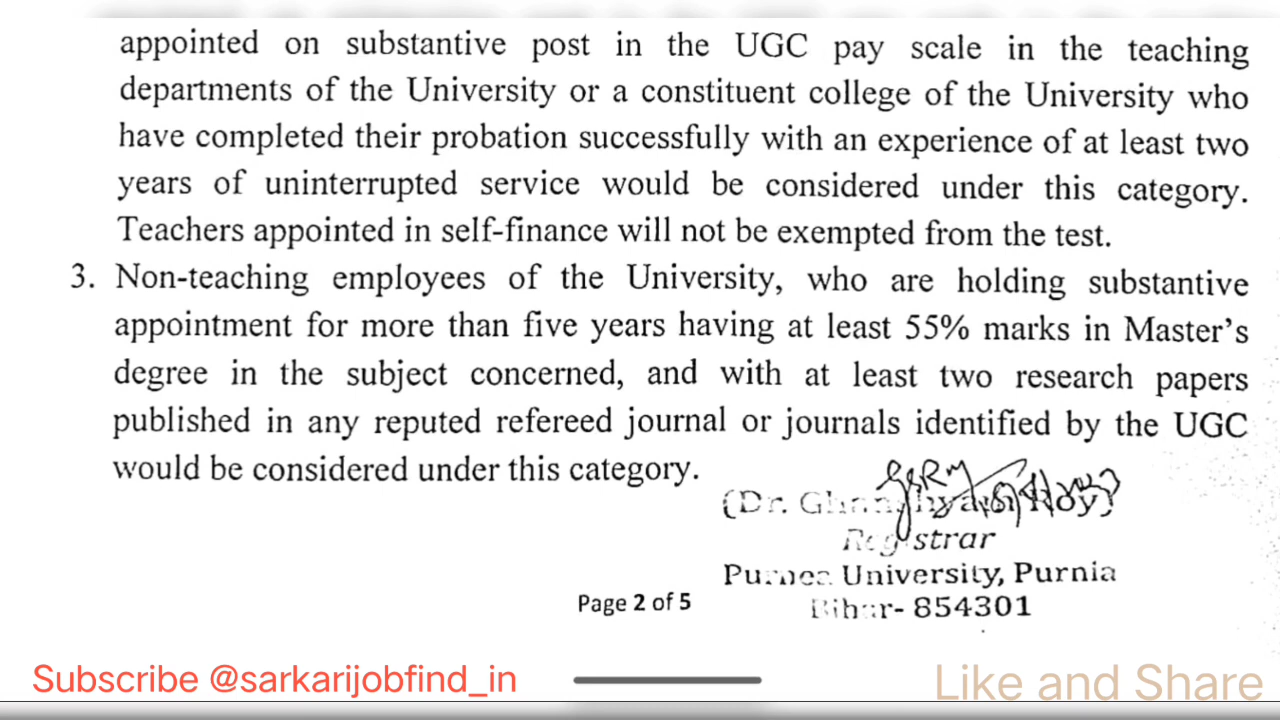 appointed on substantive post in the UGC pay scale in the teaching
departments of the University or a constituent college of the University who
have completed their probation successfully with an experience of at least two
years of uninterrupted service would be considered under this category.
Teachers appointed in self-finance will not be exempted from the test.
3. Non-teaching employees of the University, who are holding substantive
appointment for more than five years having at least 55% marks in Master's
degree in the subject concerned, and with at least two research papers
published in any reputed refereed journal or journals identified by the UGC
would be considered under this category.
(Dr. Roy)
Registrar
Purnea University, Purnia
Page 2 of 5
Bihar- 854301
Subscribe @sarkarijobfind_in
Like and Share